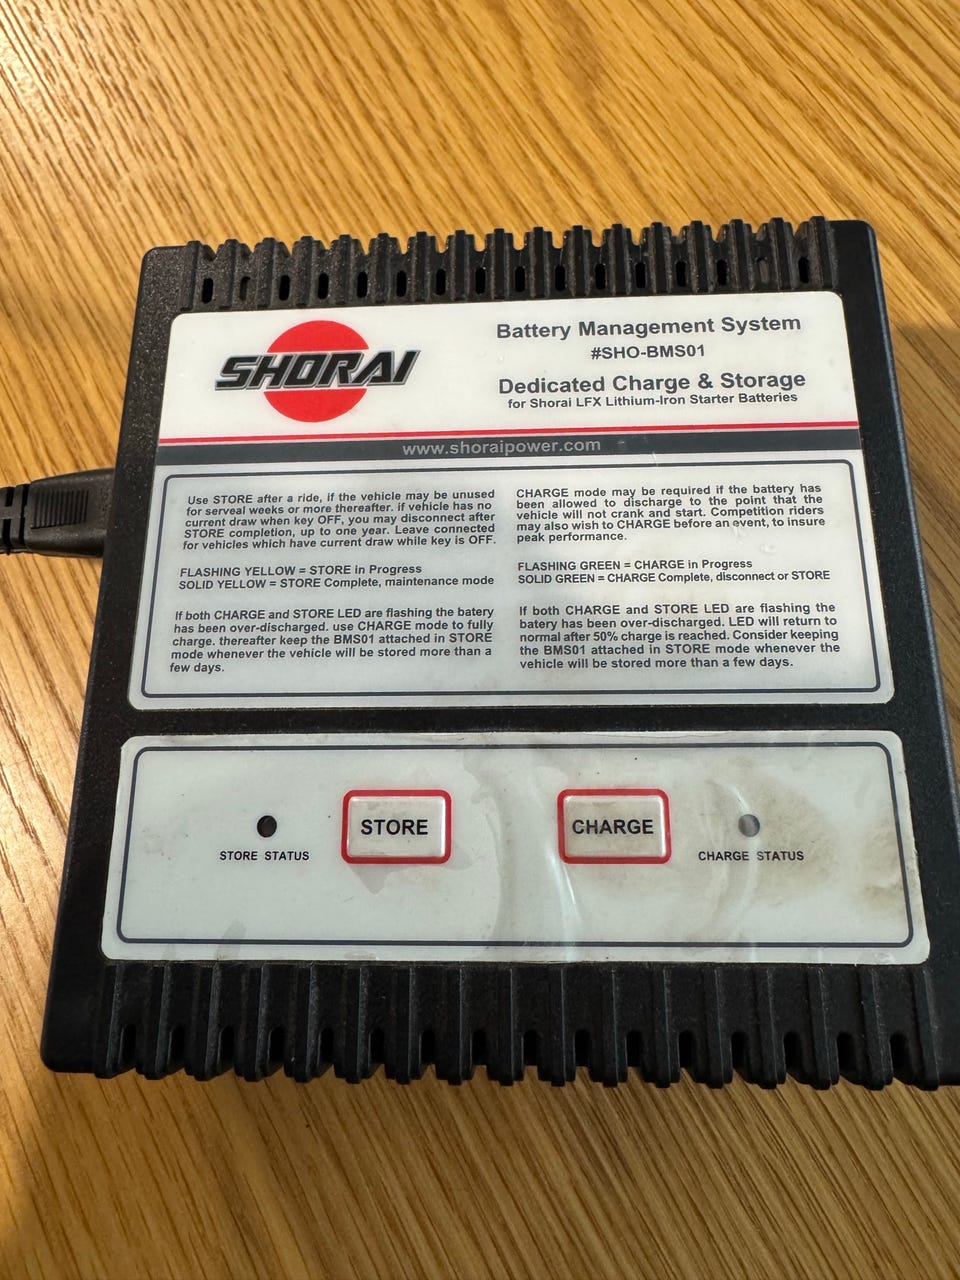 SHORAI
Battery Management System
#SHO-BMS01
Dedicated Charge & Storage
for Shorai LFX Lithium-Iron Starter Batteries
www.shoraipower.com
Use STORE after a ride, if the vehicle may be unused
for serveal weeks or more thereafter. if vehicle has no
current draw when key OFF, you may disconnect after
STORE completion, up to one year. Leave connected
for vehicles which have current draw while key is OFF.
FLASHING YELLOW = STORE in Progress
SOLID YELLOW = STORE Complete, maintenance mode
If both CHARGE and STORE LED are flashing the batery
has been over-discharged. use CHARGE mode to fully
charge. thereafter keep the BMS01 attached in STORE
mode whenever the vehicle will be stored more than a
few days.
CHARGE mode may be required if the battery has
been allowed to discharge to the point that the
vehicle will not crank and start. Competition riders
may also wish to CHARGE before an event, to insure
peak performance.
FLASHING GREEN = CHARGE in Progress
SOLID GREEN = CHARGE Complete, disconnect or STORE
If both CHARGE and STORE LED are flashing the
batery has been over-discharged. LED will return to
normal after 50% charge is reached. Consider keeping
the BMS01 attached in STORE mode whenever the
vehicle will be stored more than a few days.
STORE
CHARGE
STORE STATUS
CHARGE STATUS